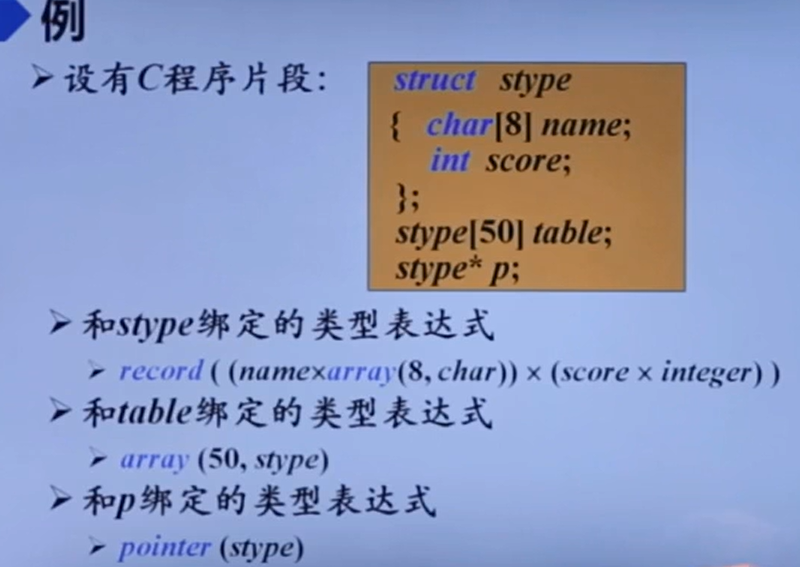 例
设有C程序片段:
struct stype
{ char[8] name;
int score;
};
stype[50] table;
stype* p;
和stype绑定的类型表达式
record ( (name×array(8, char)) × (score × integer) )
和table绑定的类型表达式
array (50, stype)
和p绑定的类型表达式
pointer (stype)